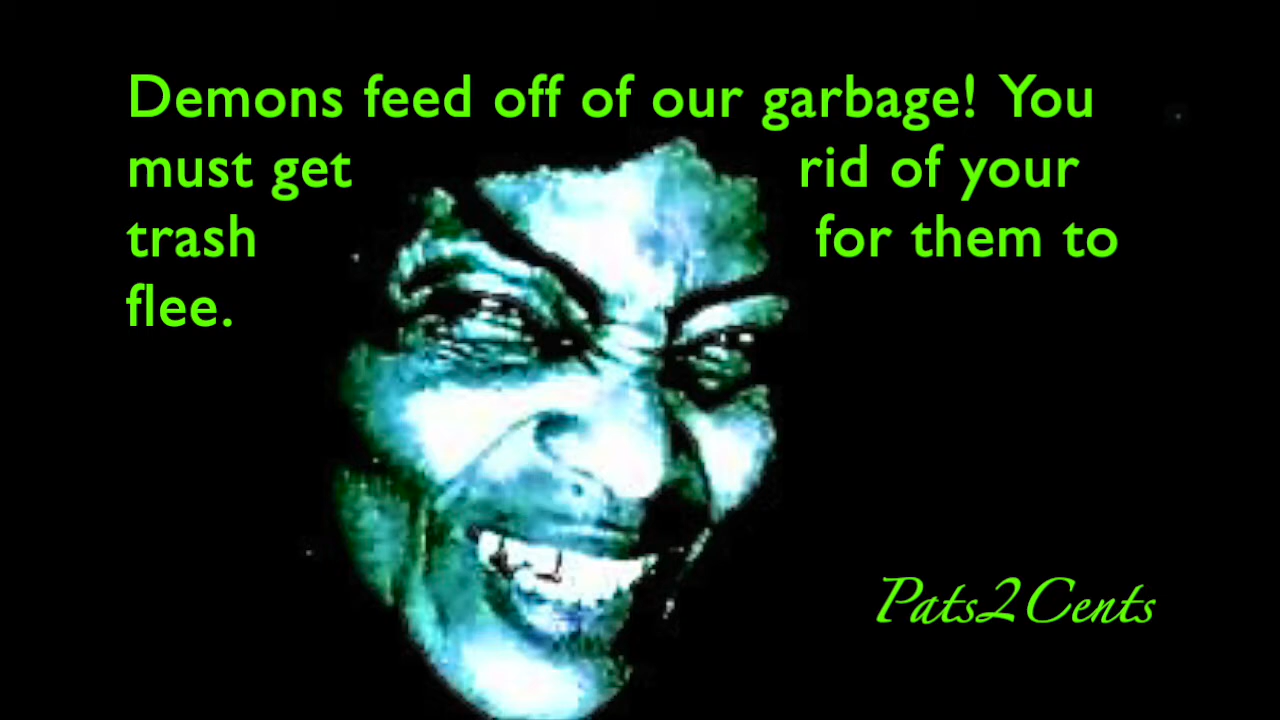 Demons feed off of our garbage! You
must get rid of your
trash for them to
flee.
Pats2Cents